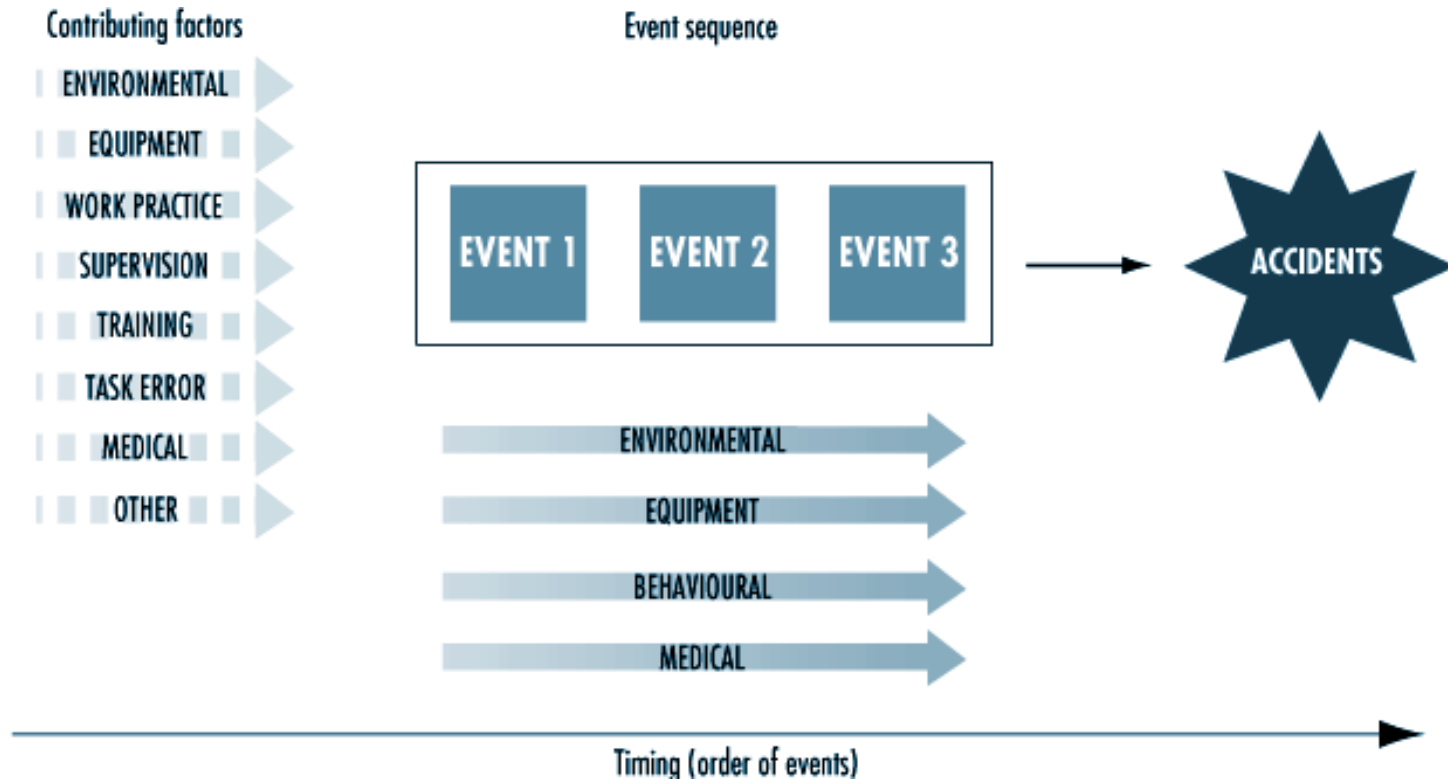 Contributing factors
Event sequence
ENVIRONMENTAL
EQUIPMENT
WORK PRACTICE
SUPERVISION
TRAINING
TASK ERROR
MEDICAL
OTHER
EVENT 1
EVENT 2
EVENT 3
ACCIDENTS
ENVIRONMENTAL
EQUIPMENT
BEHAVIOURAL
MEDICAL
Timing (order of events)